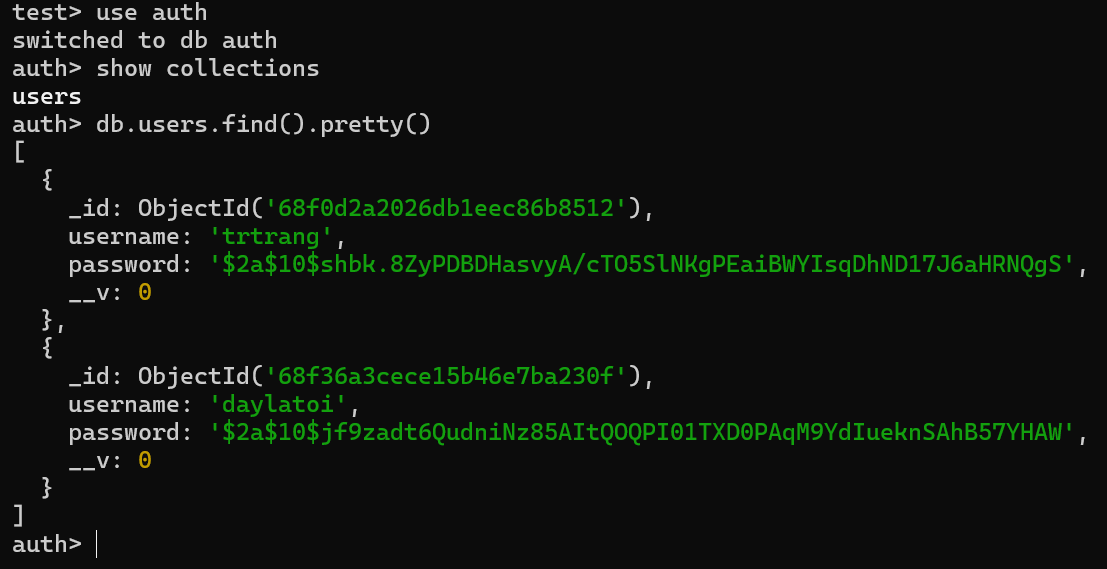 test> use auth
switched to db auth
auth> show collections
users
auth> db.users.find().pretty()
[
  {
    _id: ObjectId('68f0d2a2026db1eec86b8512'),
    username: 'trtrang',
    password: '$2a$10$shbk.8ZyPDBDHasvyA/cTO5SlNKgPEaiBWYIsqDhND17J6aHRNQgS',
    __v: 0
  },
  {
    _id: ObjectId('68f36a3cece15b46e7ba230f'),
    username: 'daylatoi',
    password: '$2a$10$jf9zadt6QudniNz85AItQOQPI01TXD0PAqM9YdIueknSAhB57YHAW',
    __v: 0
  }
]
auth>